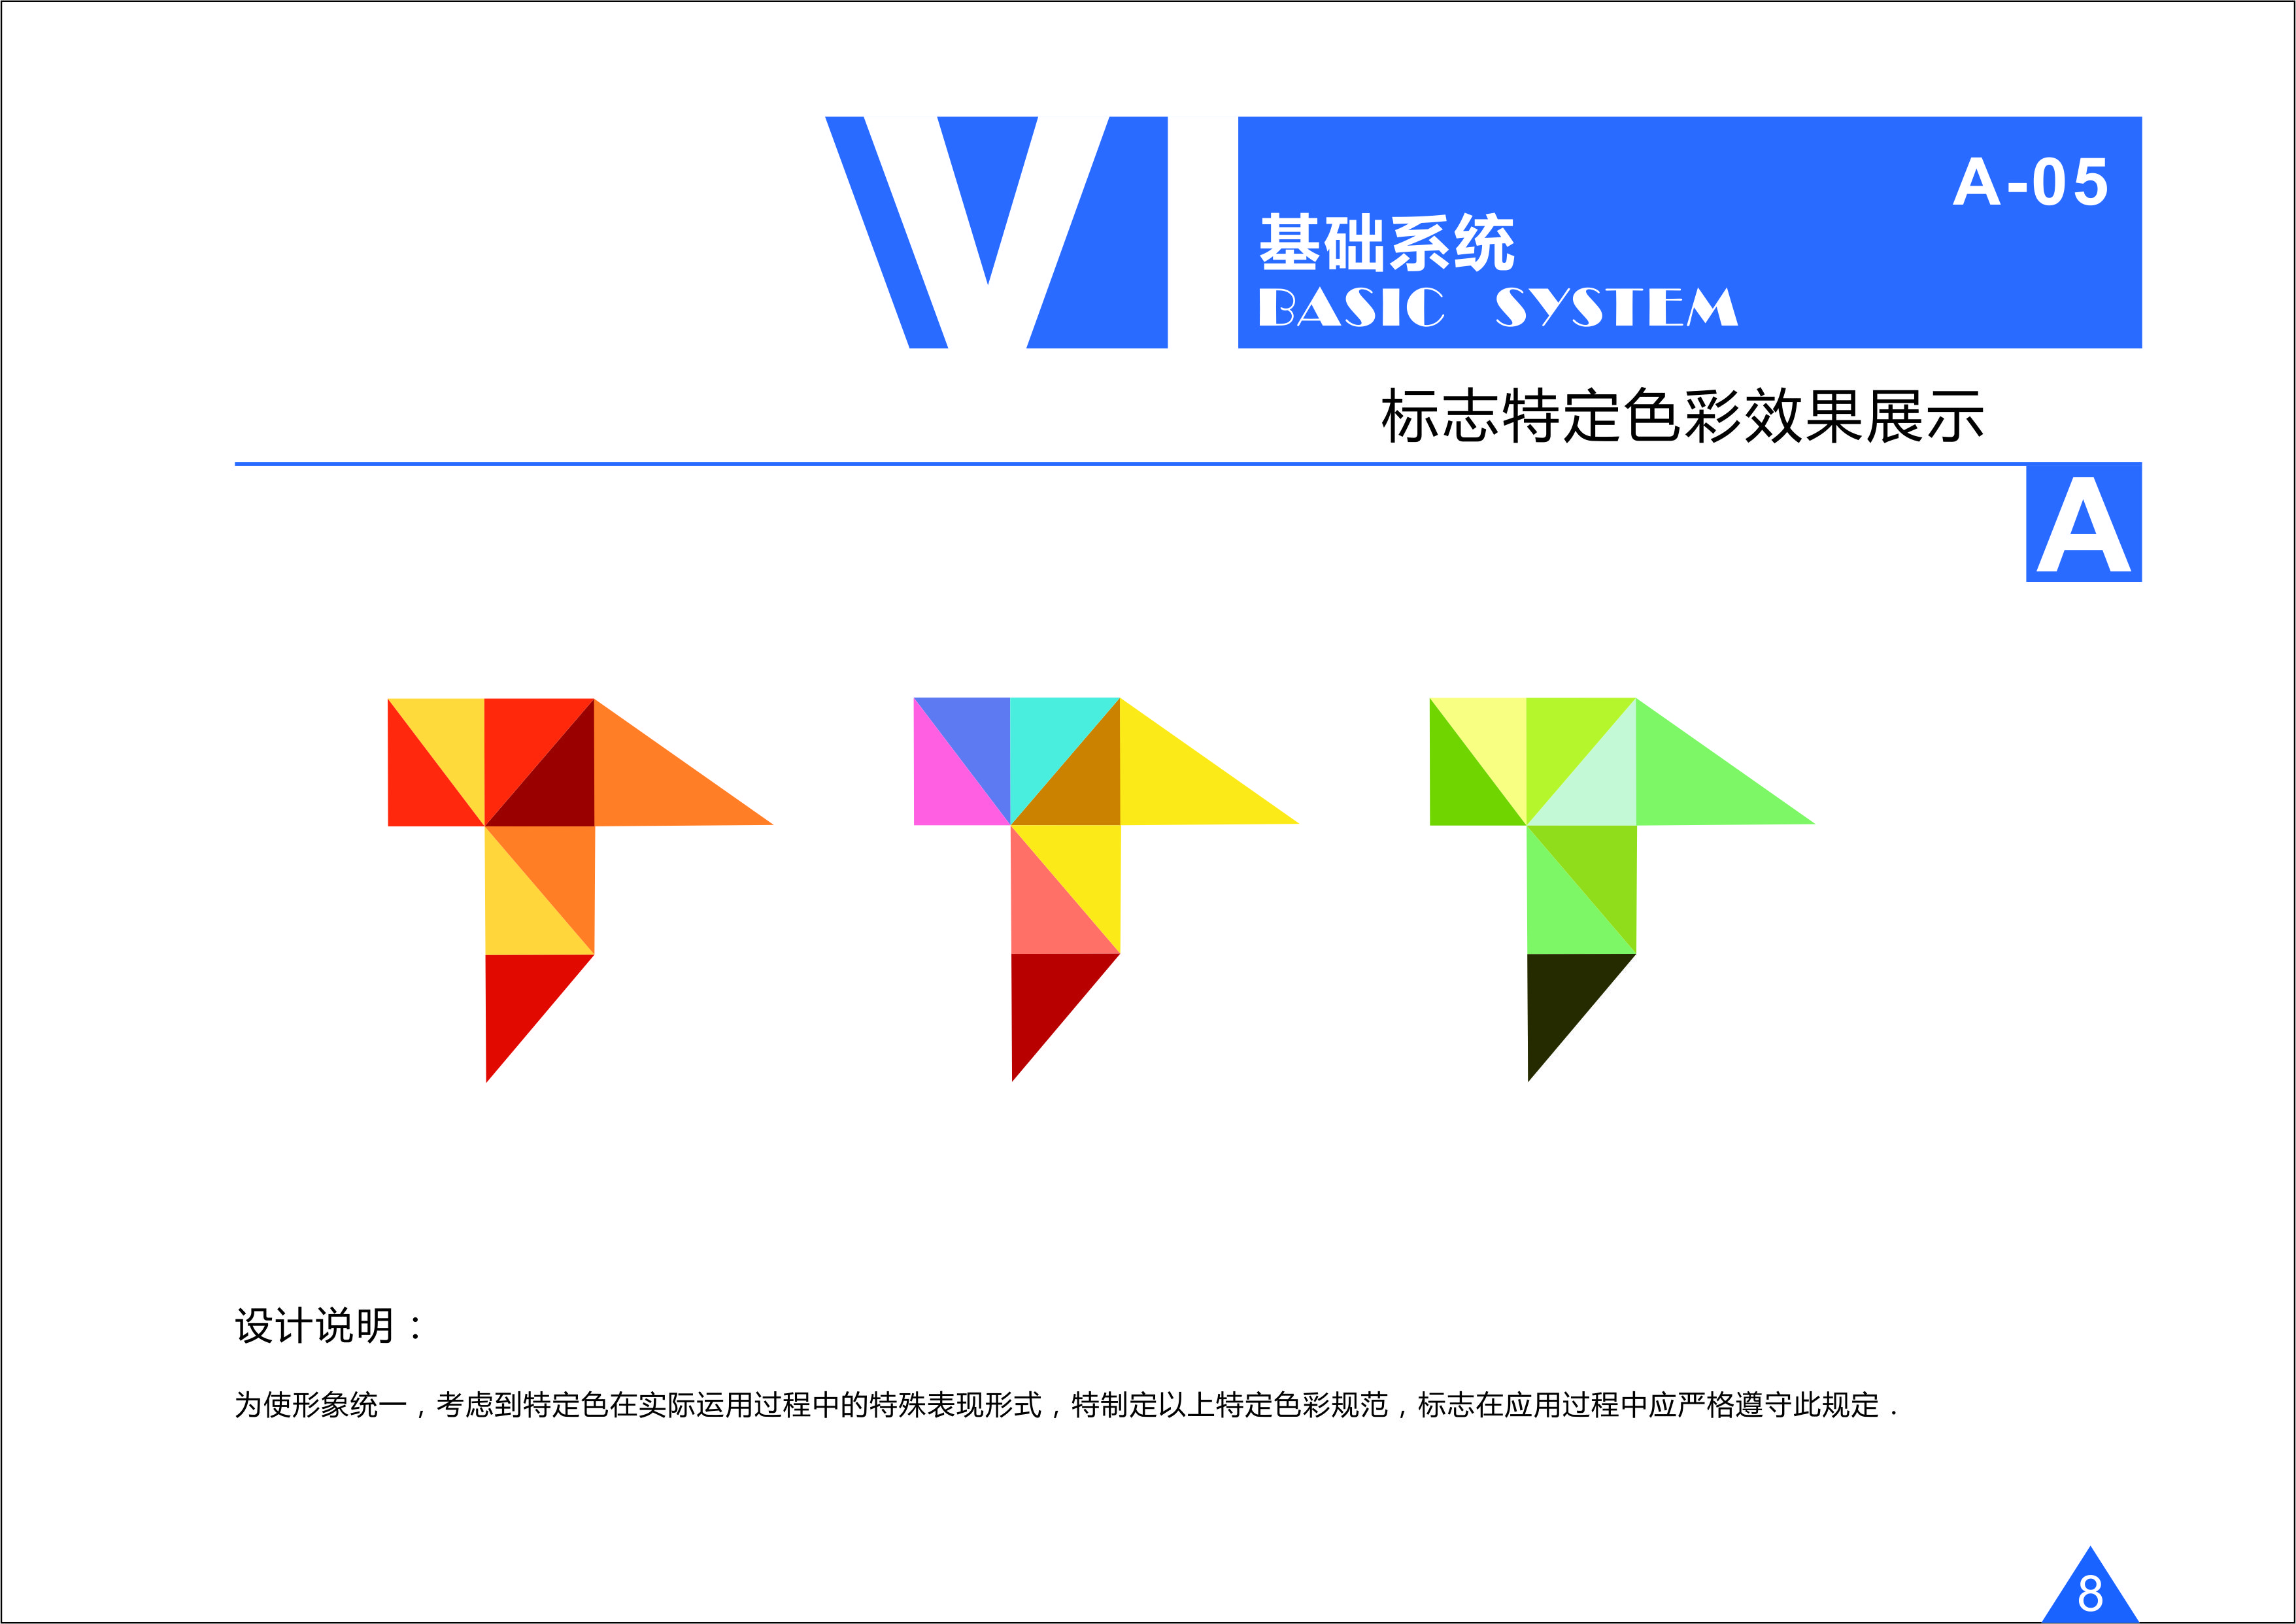 VI
A-05
基础系统
BASIC SYSTEM
标志特定色彩效果展示
A
设计说明：
为使形象统一，考虑到特定色在实际运用过程中的特殊表现形式，特制定以上特定色彩规范，标志在应用过程中应严格遵守此规定．
8